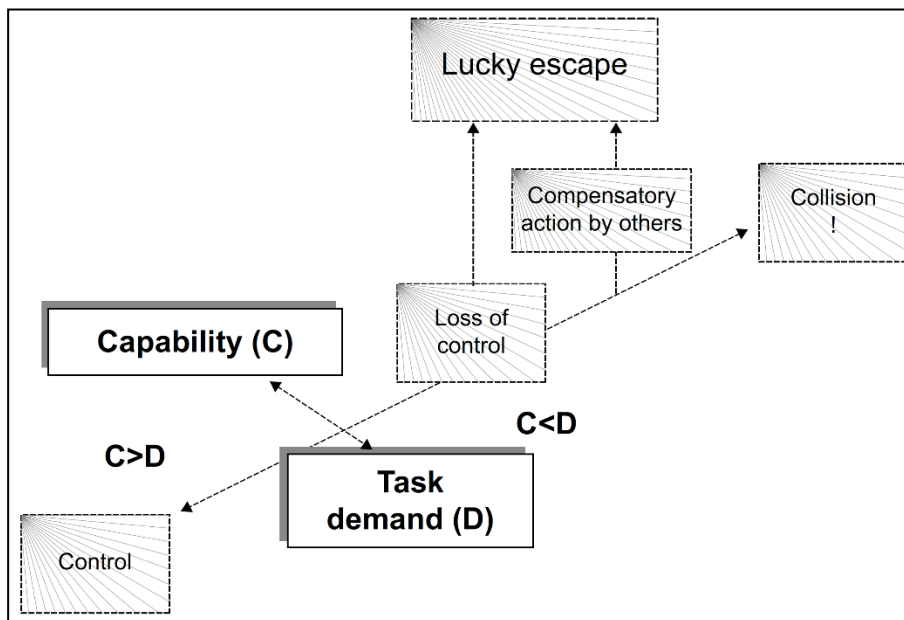 Lucky escape
Compensatory
action by others
Collision
!
Loss of
control
Capability (C)
C<D
C>D
Task
demand (D)
Control